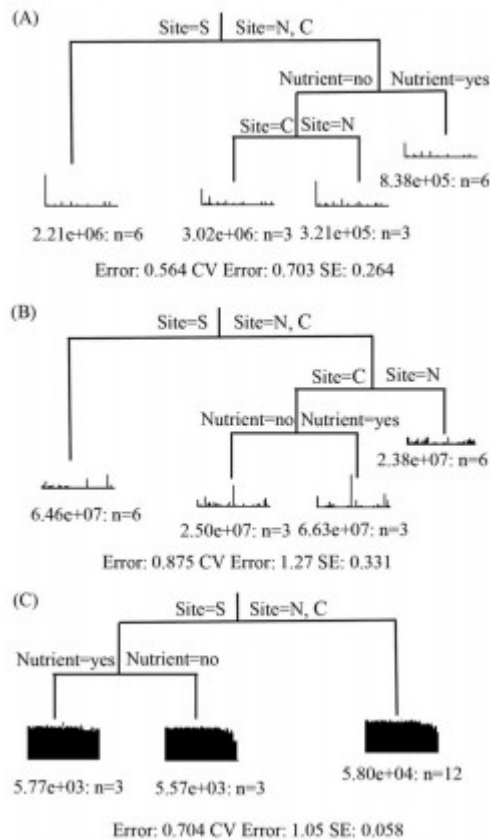 (A)
Site=S Site=N, C
Nutrient=no Nutrient=yes
Site=C Site=N
8.38e+05: n=6
2.21e+06: n=6 3.02e+06: n=3 3.21e+05: n=3
Error: 0.564 CV Error: 0.703 SE: 0.264
(B)
Site=S Site=N, C
Site=C Site=N
Nutrient=no Nutrient=yes
2.38e+07: n=6
6.46e+07: n=6 2.50e+07: n=3 6.63e+07: n=3
Error: 0.875 CV Error: 1.27 SE: 0.331
(C)
Site=S Site=N, C
Nutrient=yes Nutrient=no
5.77e+03: n=3 5.57e+03: n=3 5.80e+04: n=12
Error: 0.704 CV Error: 1.05 SE: 0.058